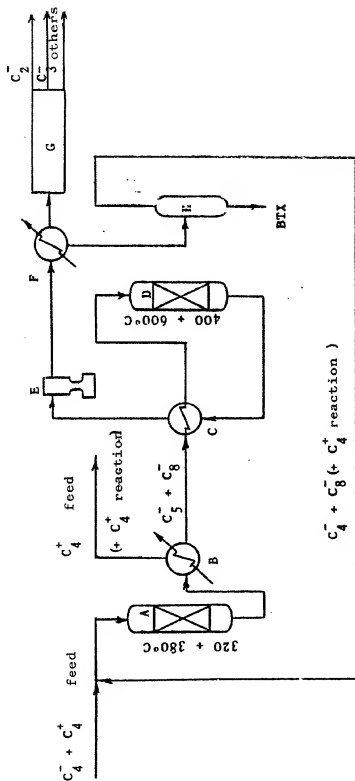 C₄⁻ + C₄⁺ feed
A
320 + 380°C
B
C₄⁺ feed
(+ C₄⁺ reaction)
C₅⁻ + C₈⁻
C
D
400 + 600°C
E
F
G
C₂⁻
C₃⁻
others
H
BTX
C₄⁻ + C₈⁻ (+ C₄⁺ reaction )